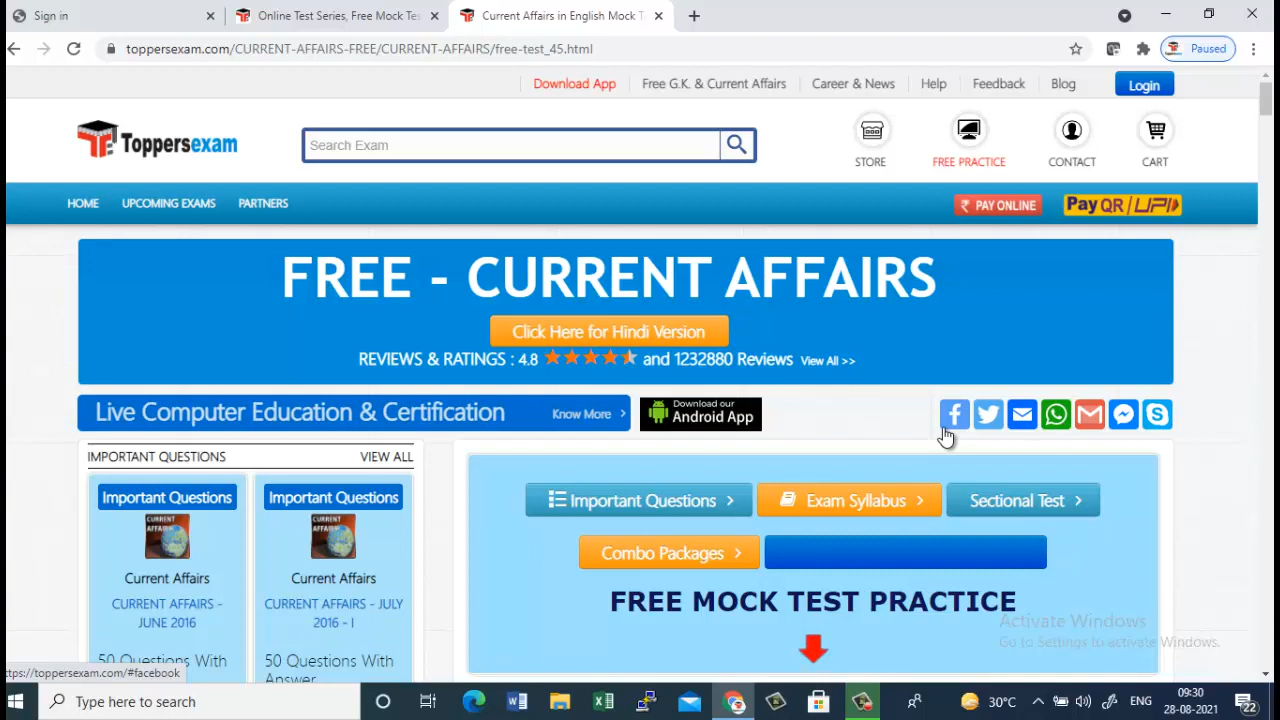 Sign in
Online Test Series, Free Mock Tes
Current Affairs in English Mock T
toppersexam.com/CURRENT-AFFAIRS-FREE/CURRENT-AFFAIRS/free-test_45.html
Paused
Download App
Free G.K. & Current Affairs
Career & News
Help
Feedback
Blog
Login
Toppersexam
Search Exam
STORE
FREE PRACTICE
CONTACT
CART
HOME
UPCOMING EXAMS
PARTNERS
₹ PAY ONLINE
Pay QR / UPI
FREE - CURRENT AFFAIRS
Click Here for Hindi Version
REVIEWS & RATINGS : 4.8 and 1232880 Reviews View All >>
Live Computer Education & Certification
Know More
Download our
Android App
IMPORTANT QUESTIONS
VIEW ALL
Important Questions
Important Questions
CURRENT AFFAIRS
CURRENT AFFAIRS
Current Affairs
Current Affairs
CURRENT AFFAIRS -
JUNE 2016
CURRENT AFFAIRS - JULY
2016 - I
50 Questions With
50 Questions With
Answer
Important Questions
Exam Syllabus
Sectional Test
Combo Packages
FREE MOCK TEST PRACTICE
Activate Windows
Go to Settings to activate Windows.
ttps://toppersexam.com/#facebook
Type here to search
30°C
ENG
09:30
28-08-2021
22